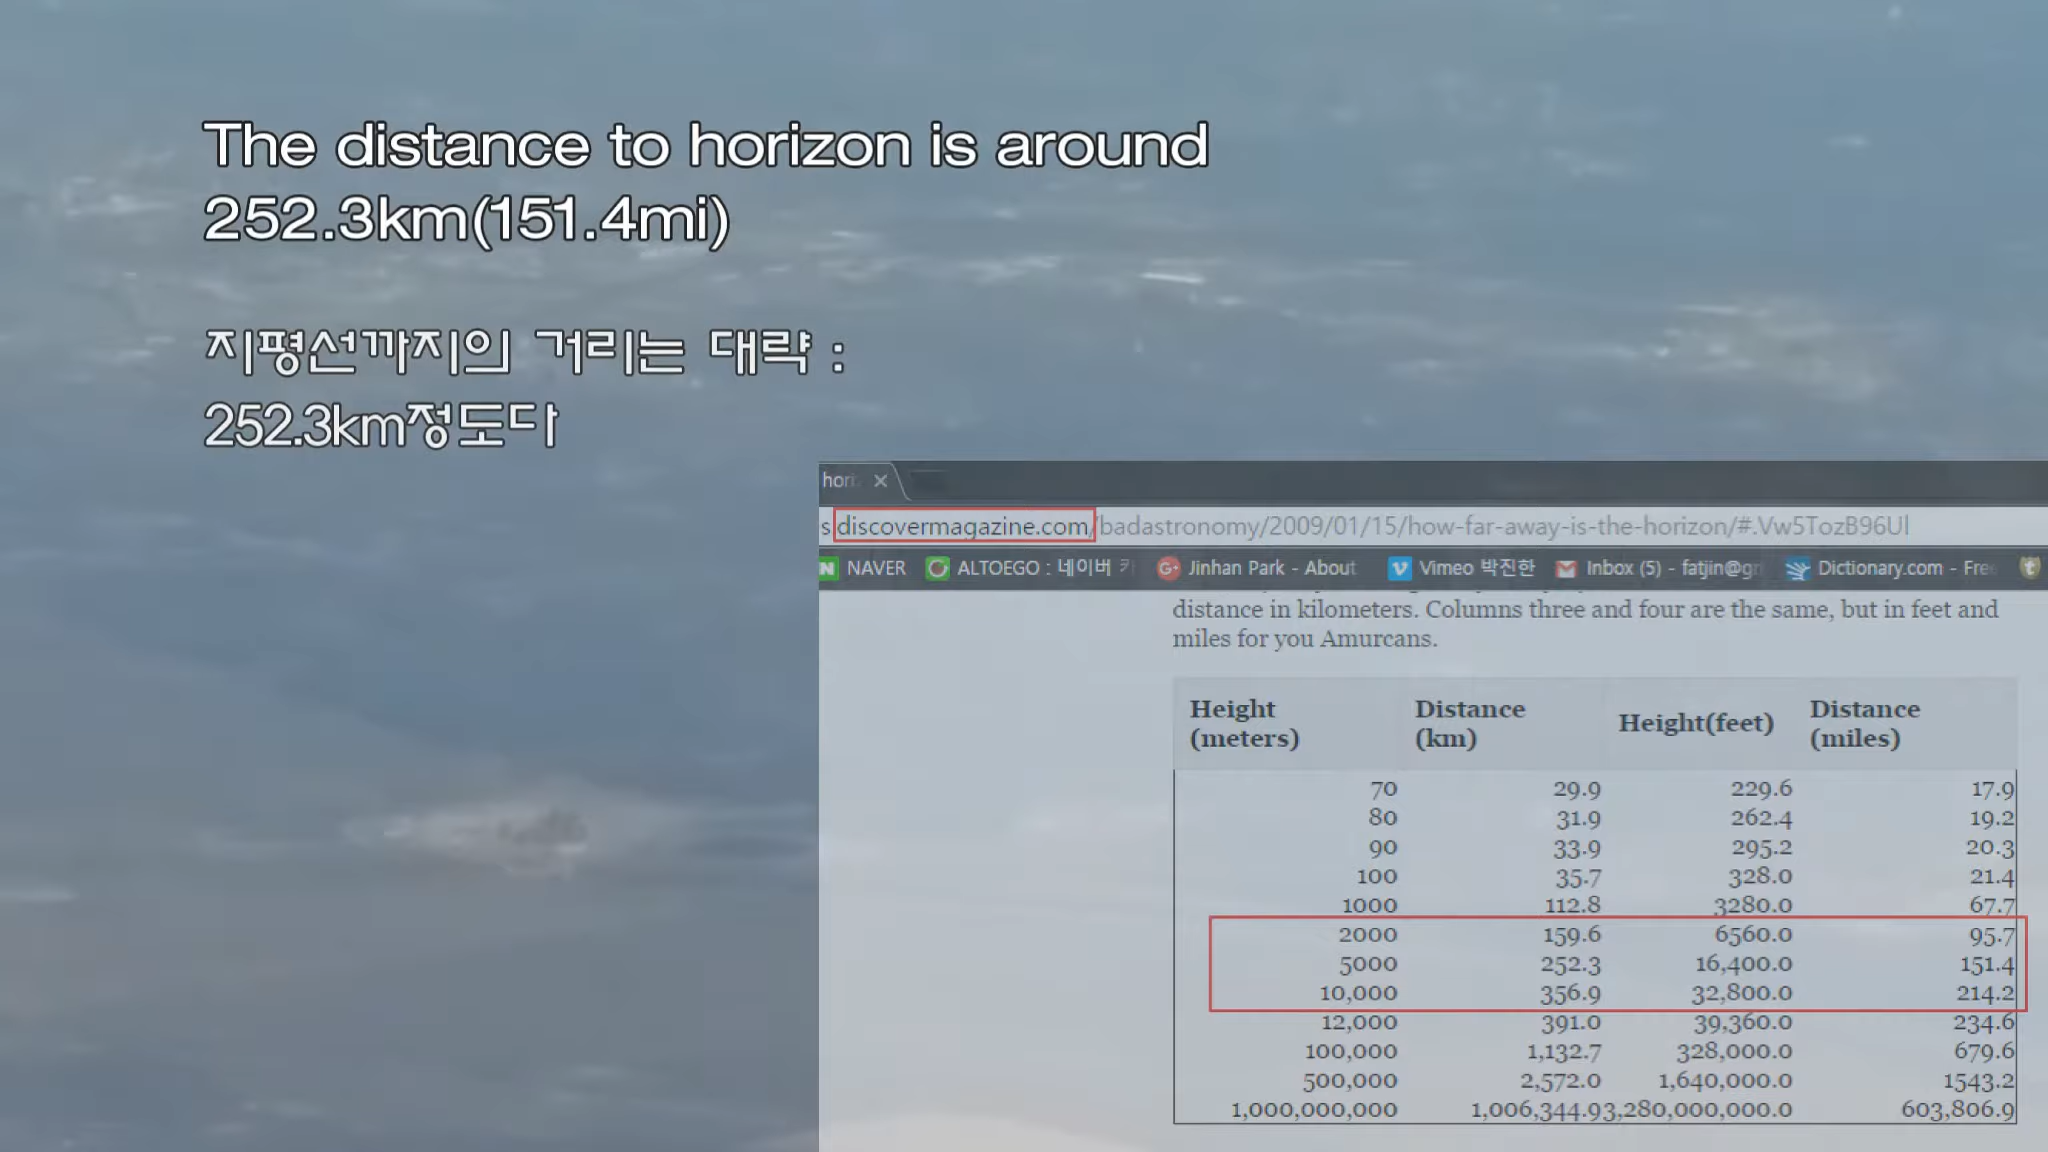 The distance to horizon is around
252.3km(151.4mi)
지평선까지의 거리는 대략 :
252.3km정도다
hori
s.discovermagazine.com/badastronomy/2009/01/15/how-far-away-is-the-horizon/#.Vw5TozB96UI
NAVER ALTOEGO : 네이버 카 Jinhan Park - About Vimeo 박진한 Inbox (5) - fatjin@gr Dictionary.com - Free
distance in kilometers. Columns three and four are the same, but in feet and
miles for you Amurcans.
Height (meters) Distance (km) Height(feet) Distance (miles)
70 29.9 229.6 17.9
80 31.9 262.4 19.2
90 33.9 295.2 20.3
100 35.7 328.0 21.4
1000 112.8 3280.0 67.7
2000 159.6 6560.0 95.7
5000 252.3 16,400.0 151.4
10,000 356.9 32,800.0 214.2
12,000 391.0 39,360.0 234.6
100,000 1,132.7 328,000.0 679.6
500,000 2,572.0 1,640,000.0 1543.2
1,000,000,000 1,006,344.9 3,280,000,000.0 603,806.9